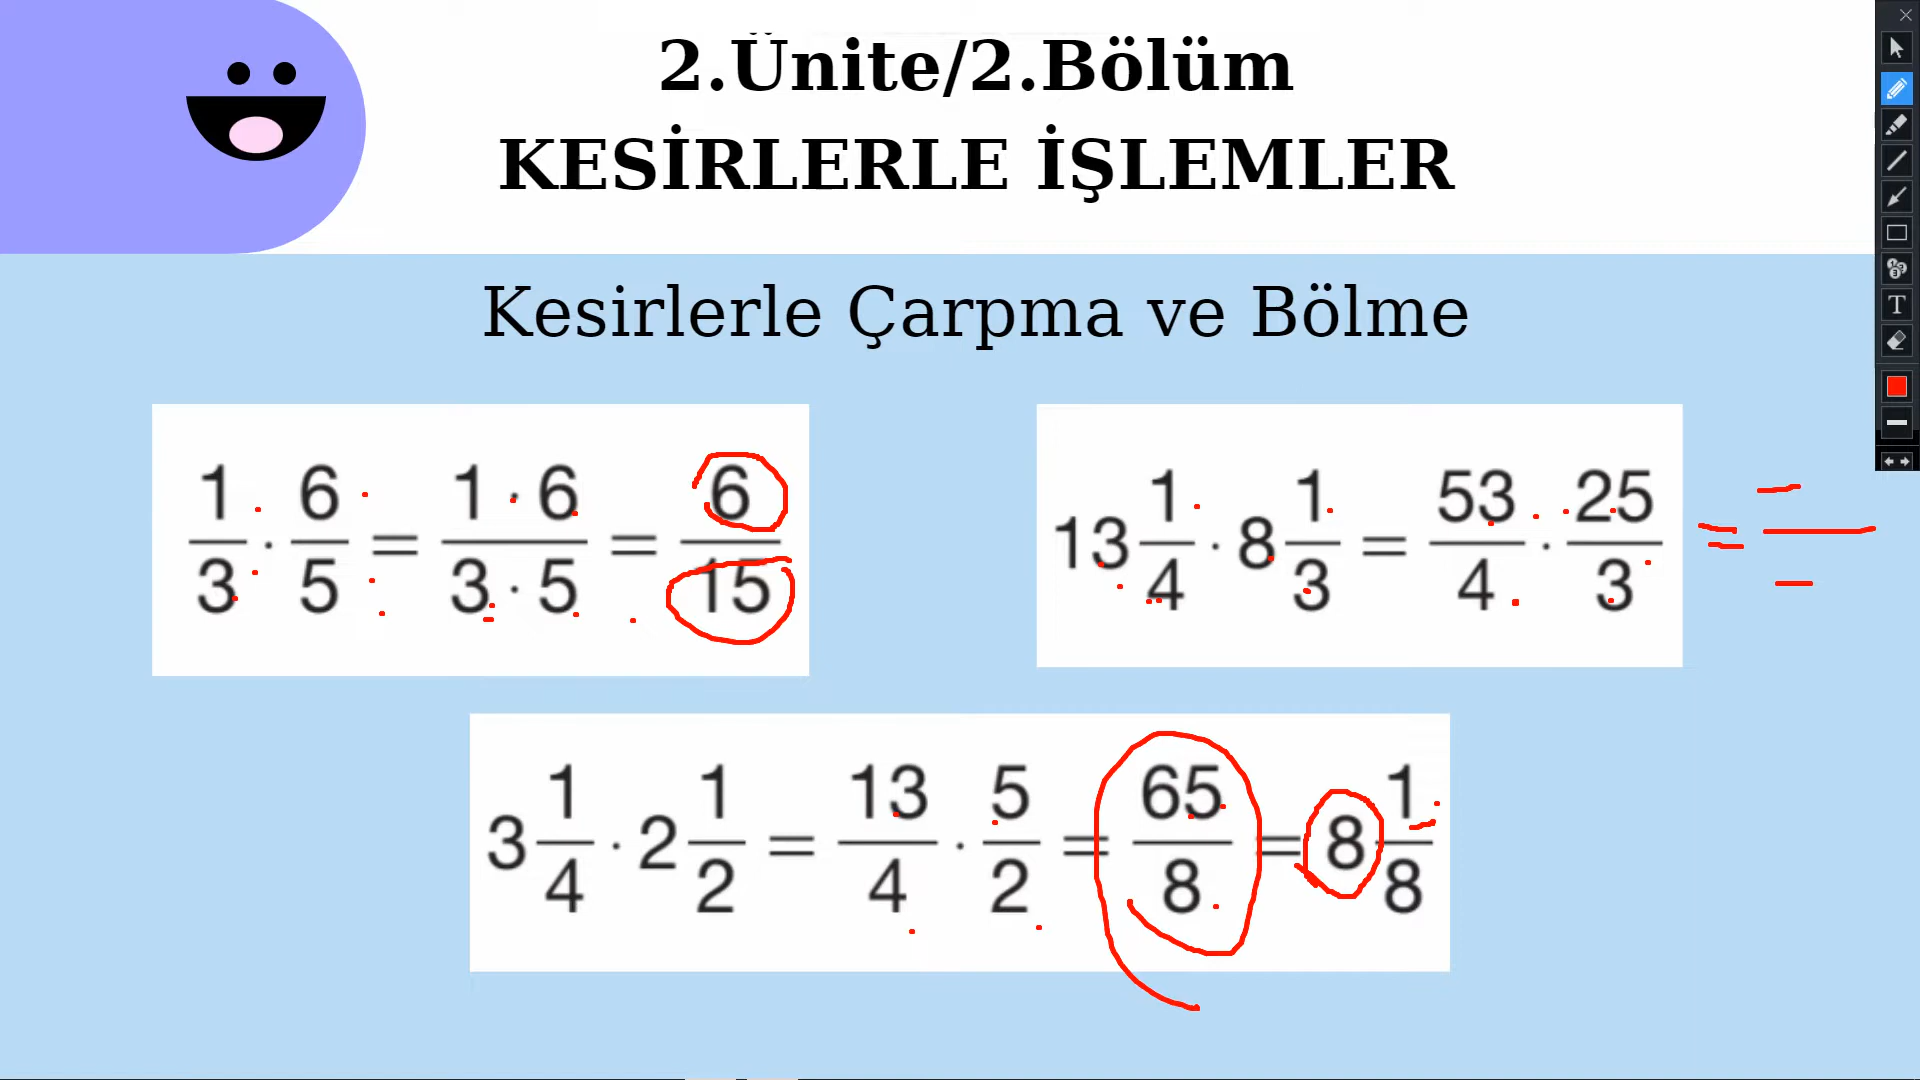 2.Ünite/2.Bölüm
KESİRLERLE İŞLEMLER
Kesirlerle Çarpma ve Bölme
1/3 · 6/5 = 1 · 6/3 · 5 = 6/15
13 1/4 · 8 1/3 = 53/4 · 25/3
3 1/4 · 2 1/2 = 13/4 · 5/2 = 65/8 = 8 1/8
T